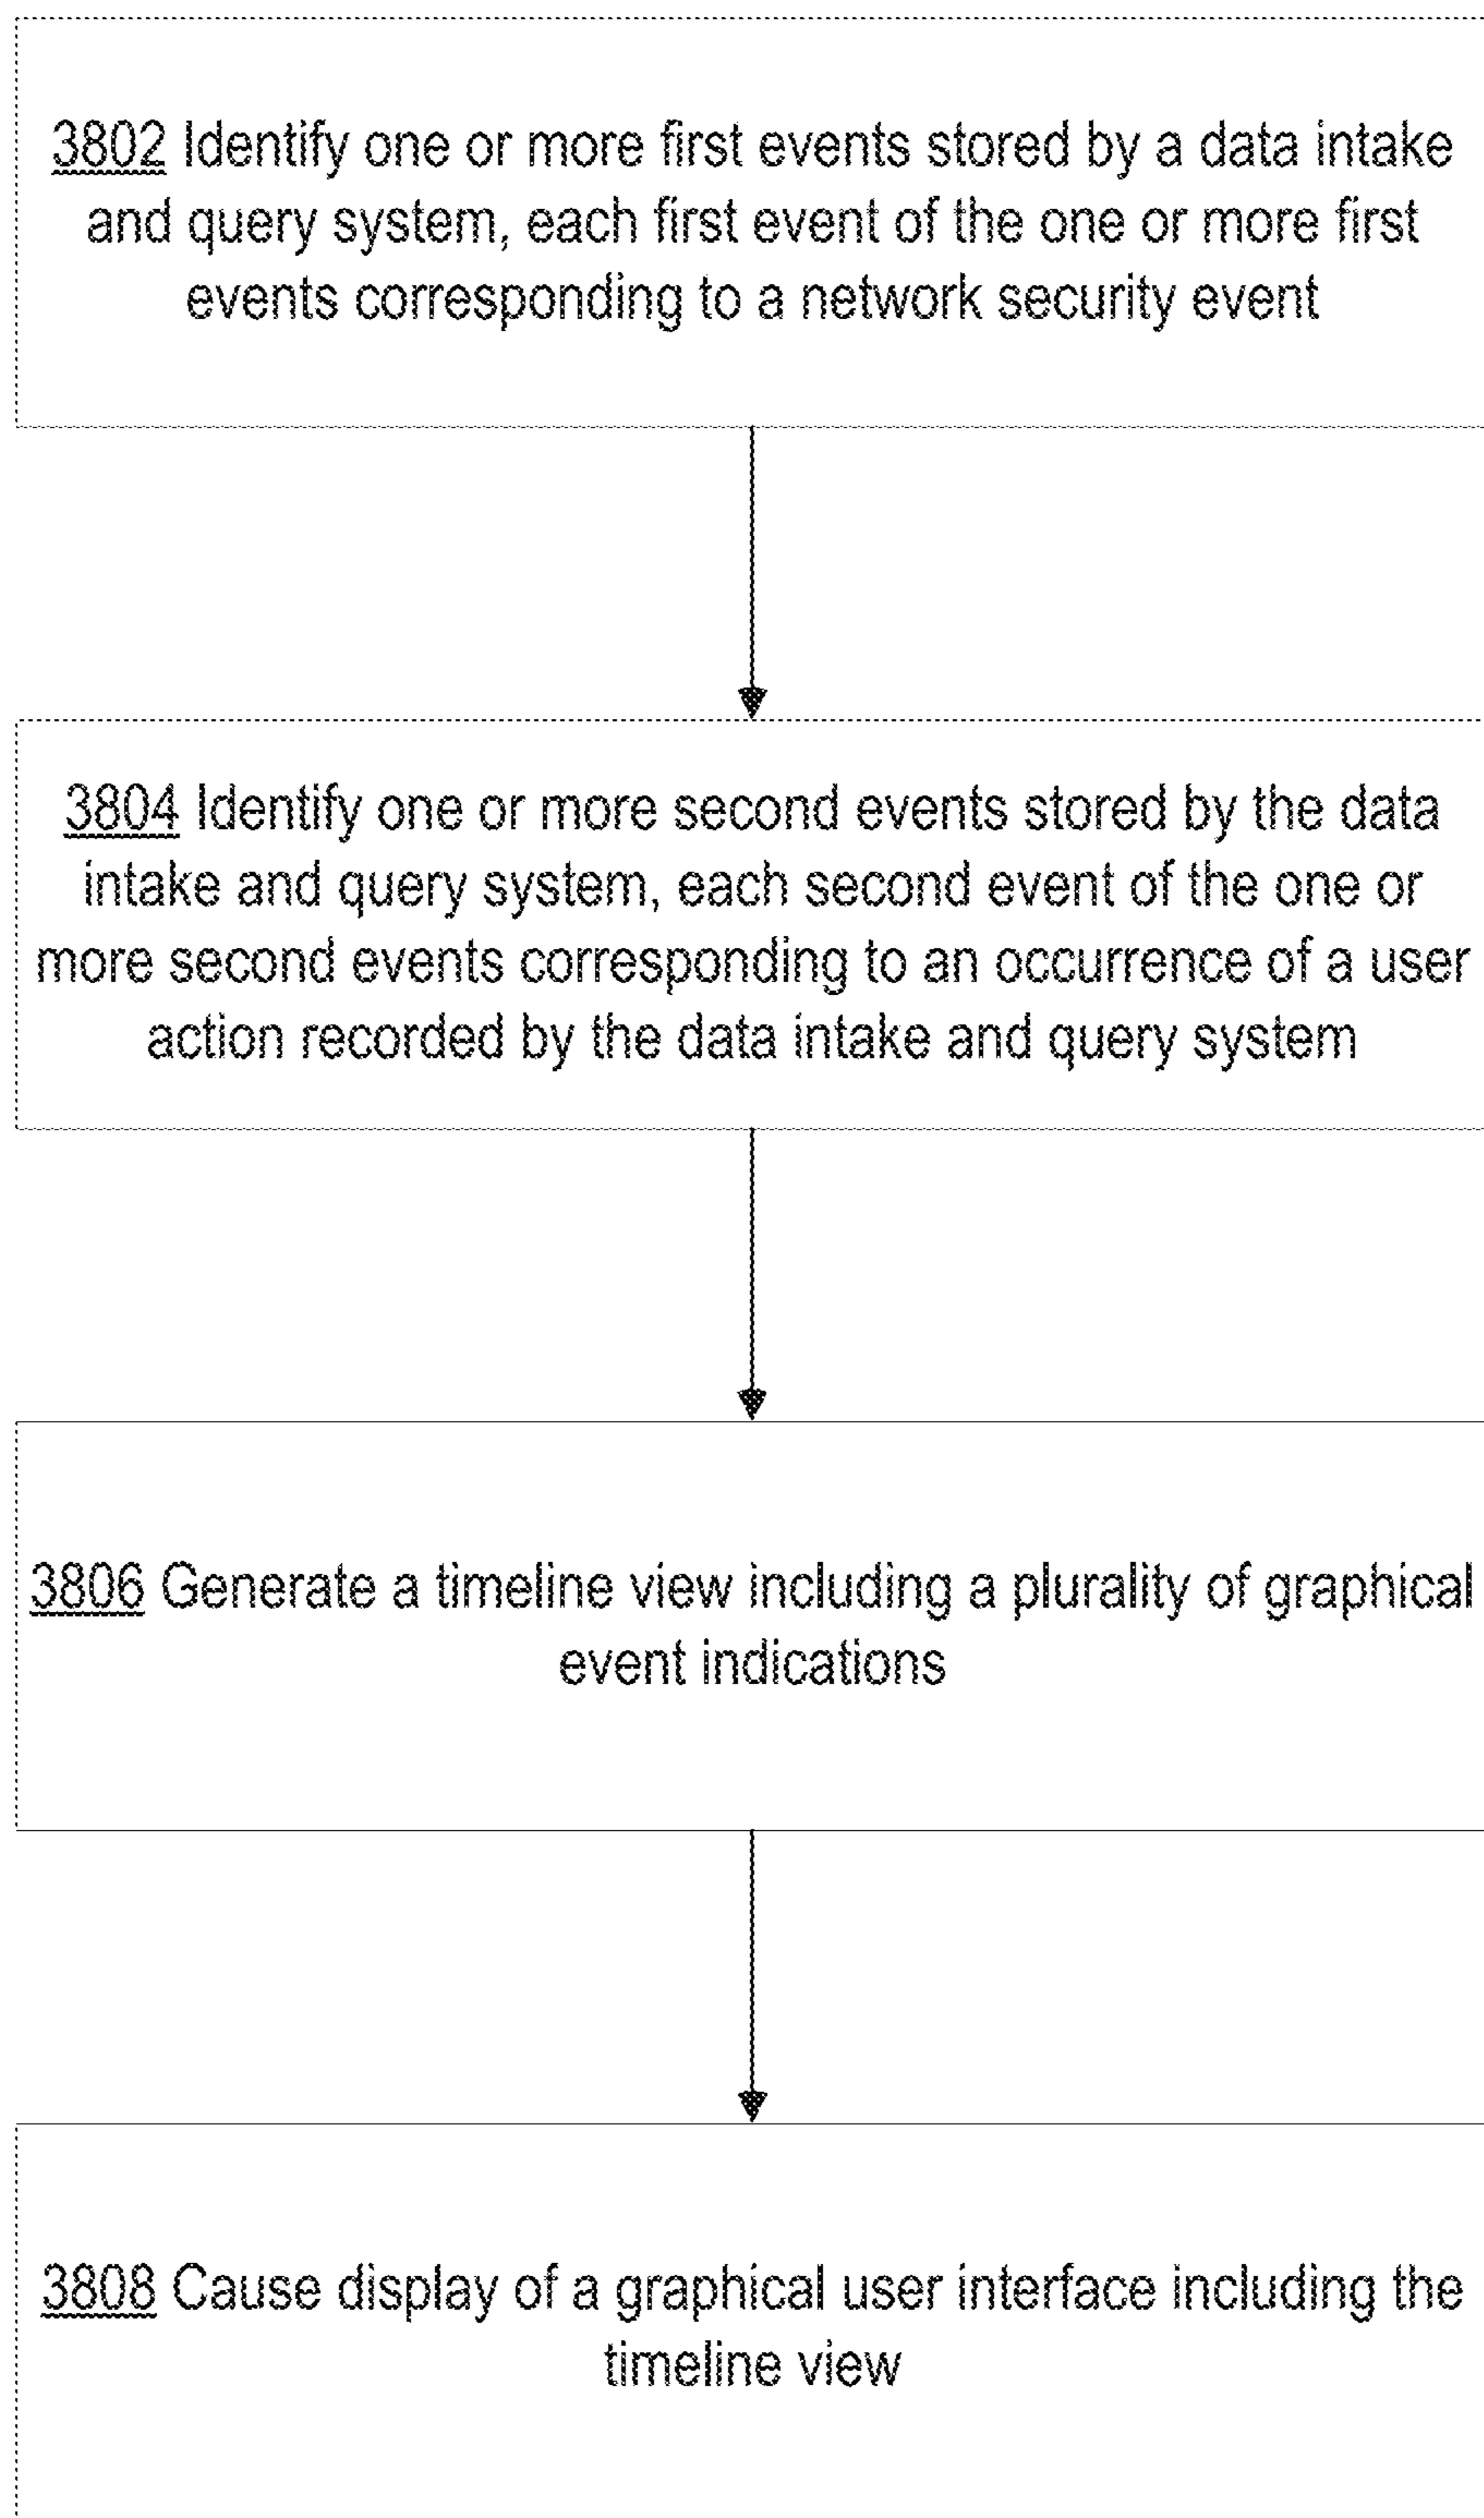 3802 Identify one or more first events stored by a data intake
and query system, each first event of the one or more first
events corresponding to a network security event
3804 Identify one or more second events stored by the data
intake and query system, each second event of the one or
more second events corresponding to an occurrence of a user
action recorded by the data intake and query system
3806 Generate a timeline view including a plurality of graphical
event indications
3808 Cause display of a graphical user interface including the
timeline view